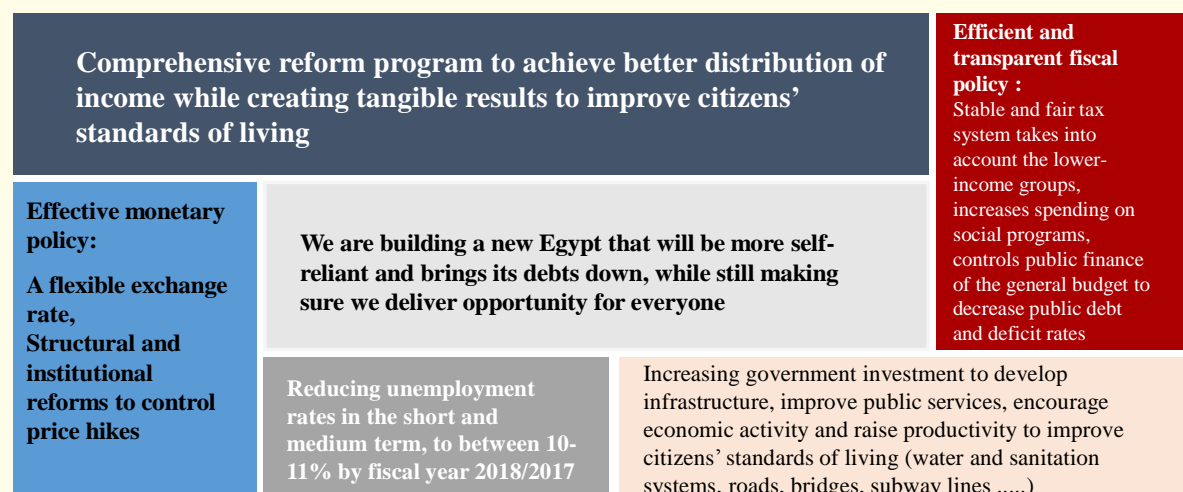 Comprehensive reform program to achieve better distribution of
income while creating tangible results to improve citizens’
standards of living
Efficient and
transparent fiscal
policy :
Stable and fair tax
system takes into
account the lower-
income groups,
increases spending on
social programs,
controls public finance
of the general budget to
decrease public debt
and deficit rates
Effective monetary
policy:
A flexible exchange
rate,
Structural and
institutional
reforms to control
price hikes
We are building a new Egypt that will be more self-
reliant and brings its debts down, while still making
sure we deliver opportunity for everyone
Reducing unemployment
rates in the short and
medium term, to between 10-
11% by fiscal year 2018/2017
Increasing government investment to develop
infrastructure, improve public services, encourage
economic activity and raise productivity to improve
citizens’ standards of living (water and sanitation
systems, roads, bridges, subway lines .....)